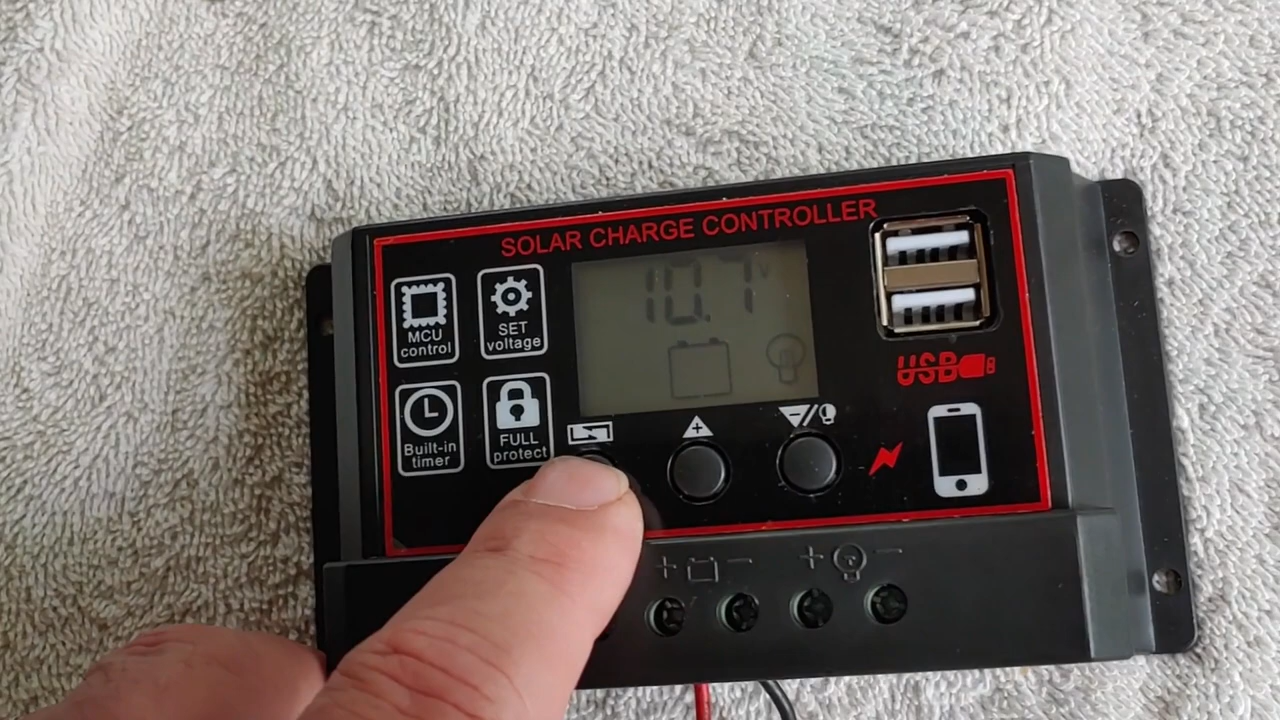 SOLAR CHARGE CONTROLLER
MCU
control
SET
voltage
10.7 V
Built-in
timer
FULL
protect
USB
+
/
+ −
+ −